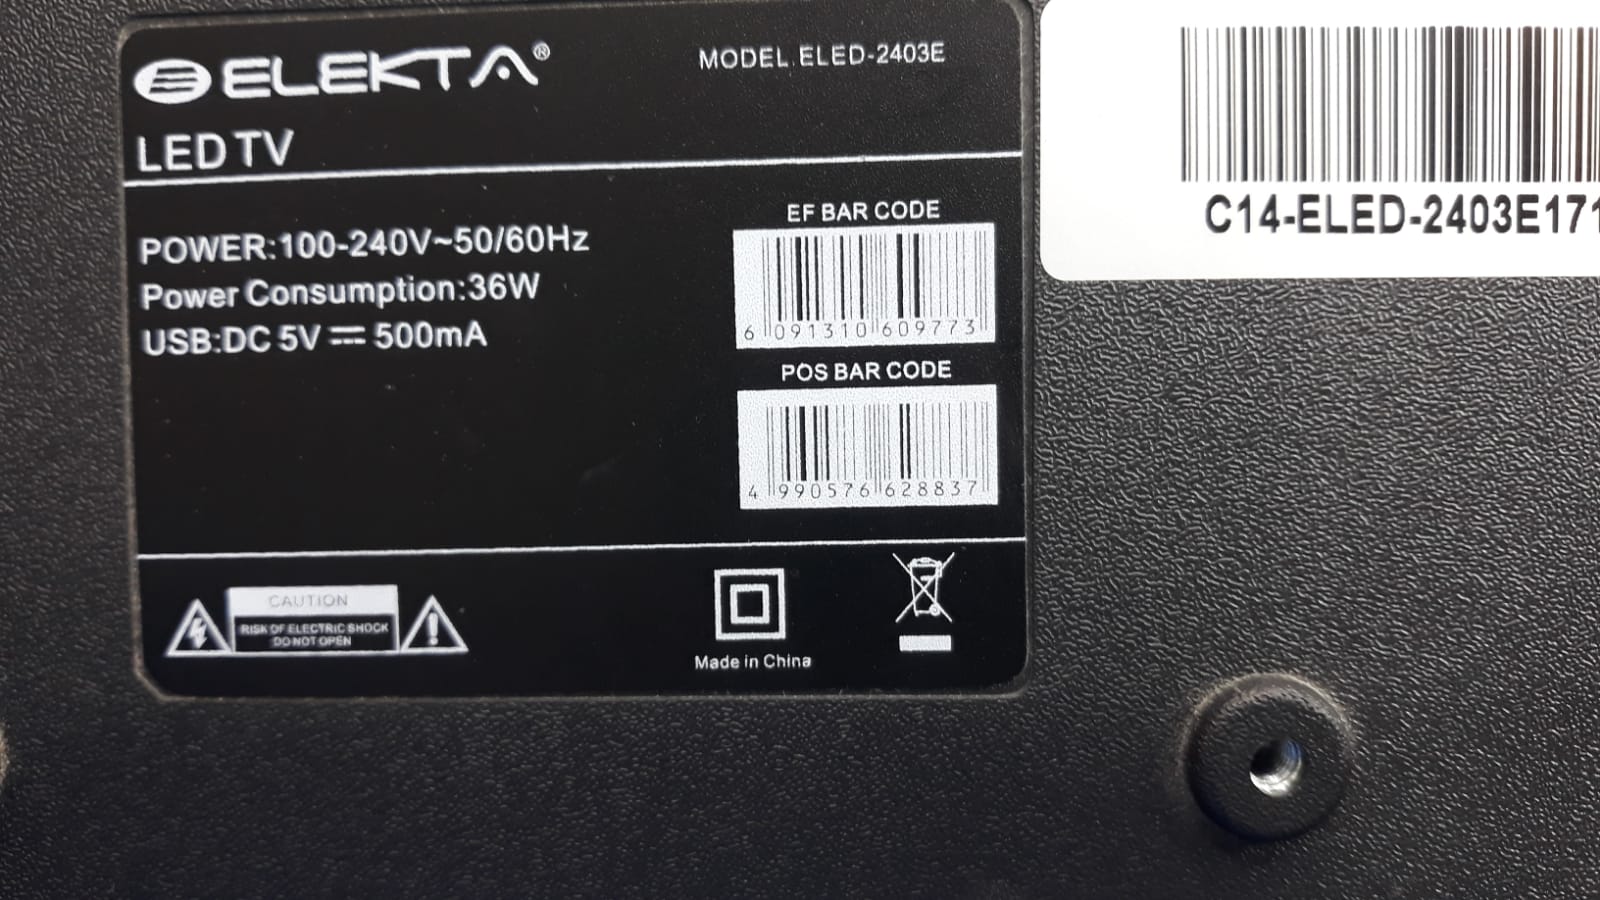 ELEKTA®
MODEL. ELED-2403E
LED TV
POWER:100-240V~50/60Hz
Power Consumption:36W
USB:DC 5V ⎓ 500mA
EF BAR CODE
6 091310 609773
POS BAR CODE
4 990576 628837
CAUTION
RISK OF ELECTRIC SHOCK
DO NOT OPEN
Made in China
C14-ELED-2403E171